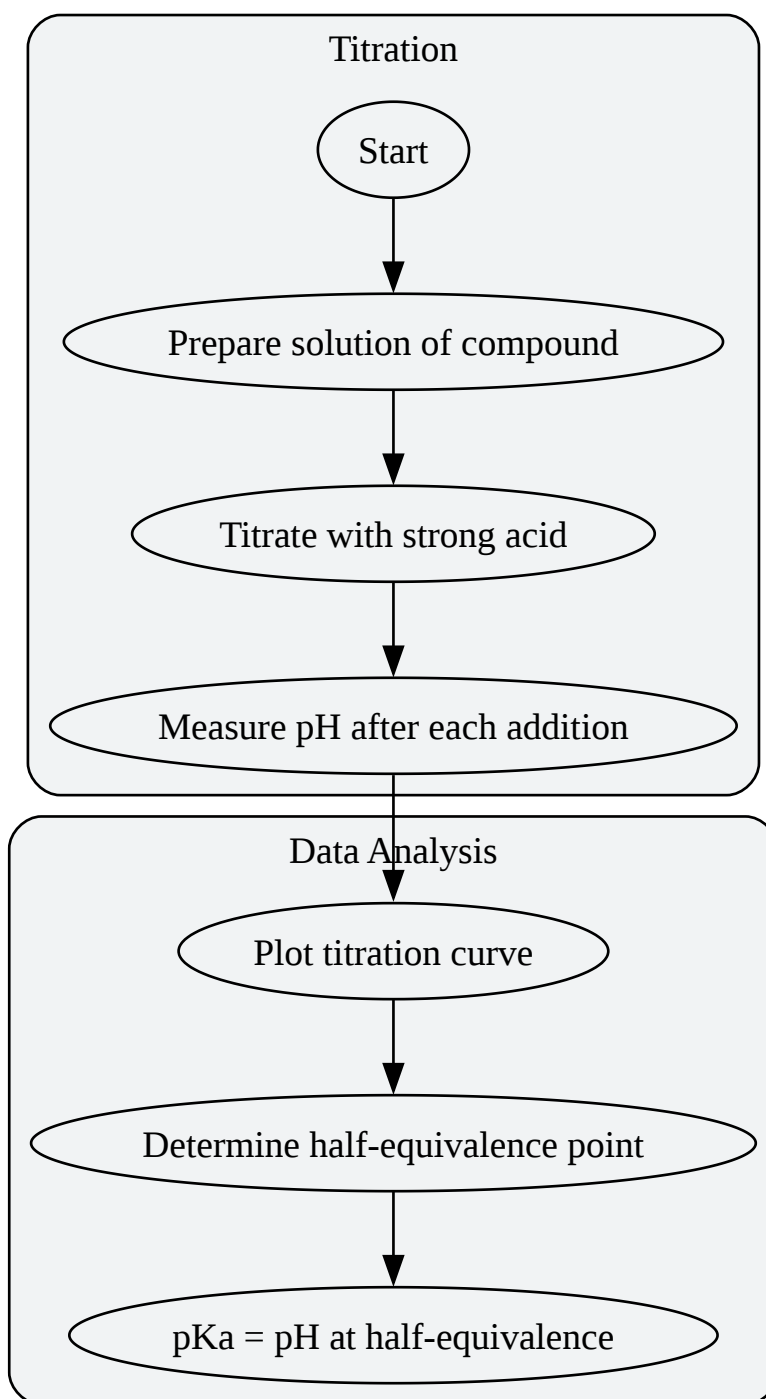 Titration
Start
Prepare solution of compound
Titrate with strong acid
Measure pH after each addition
Data Analysis
Plot titration curve
Determine half-equivalence point
pKa = pH at half-equivalence